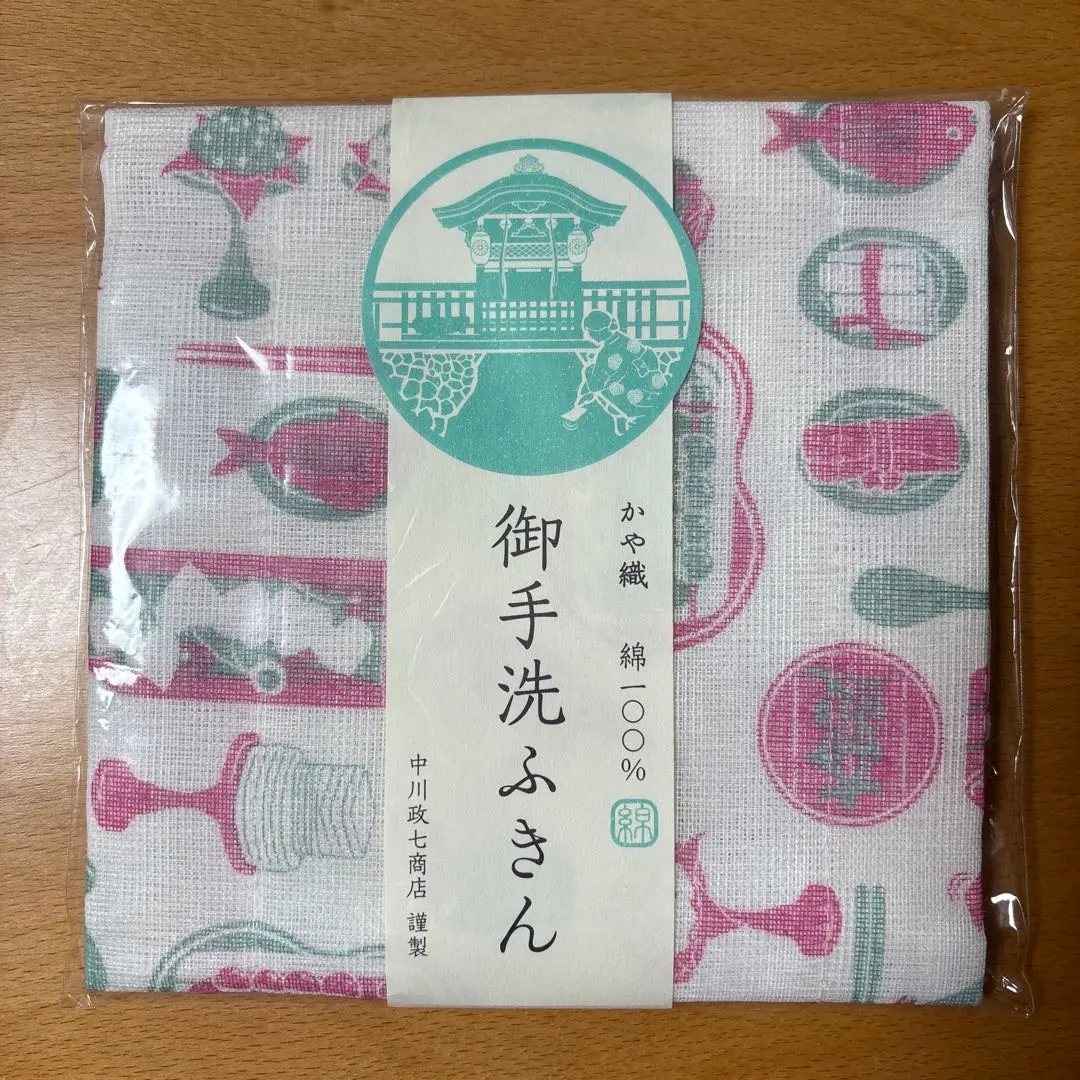 かや織 綿一〇〇%
綿
御手洗ふきん
中川政七商店 謹製